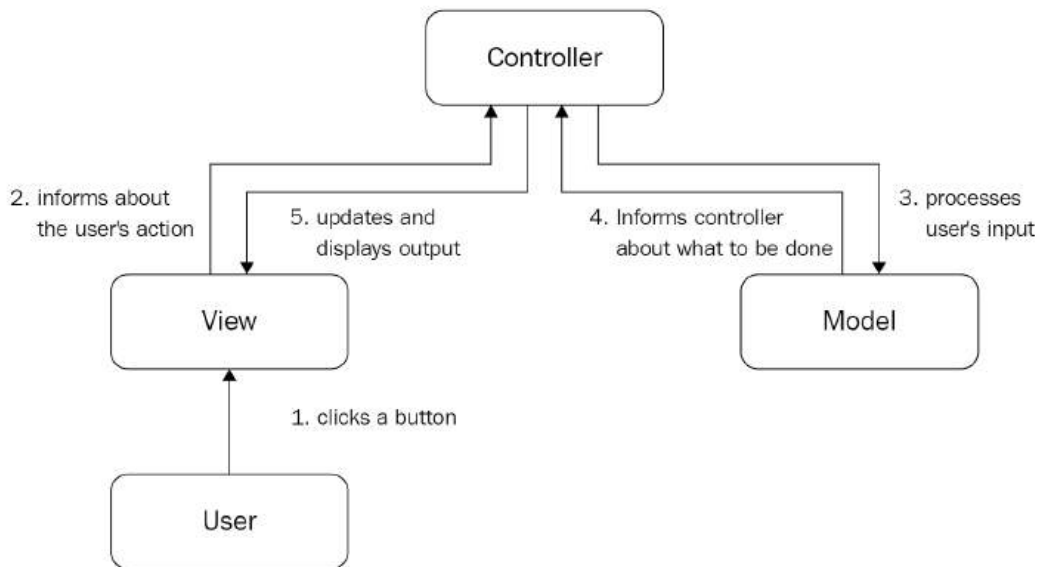 Controller
2. informs about
the user's action
5. updates and
displays output
4. Informs controller
about what to be done
3. processes
user's input
View
Model
1. clicks a button
User